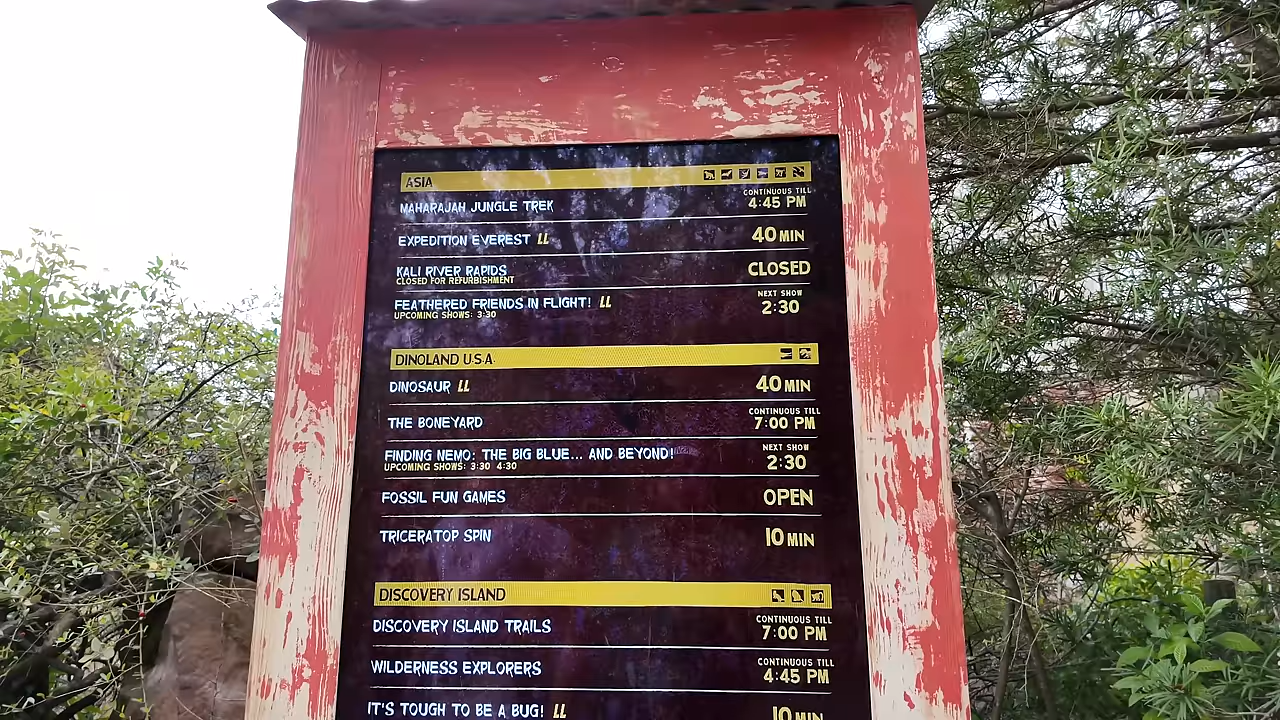 ASIA
CONTINUOUS TILL
MAHARAJAH JUNGLE TREK 4:45 PM
EXPEDITION EVEREST LL 40 MIN
KALI RIVER RAPIDS CLOSED
CLOSED FOR REFURBISHMENT
NEXT SHOW
FEATHERED FRIENDS IN FLIGHT! LL 2:30
UPCOMING SHOWS: 3:30
DINOLAND U.S.A.
DINOSAUR LL 40 MIN
CONTINUOUS TILL
THE BONEYARD 7:00 PM
NEXT SHOW
FINDING NEMO: THE BIG BLUE... AND BEYOND! 2:30
UPCOMING SHOWS: 3:30 4:30
FOSSIL FUN GAMES OPEN
TRICERATOP SPIN 10 MIN
DISCOVERY ISLAND
CONTINUOUS TILL
DISCOVERY ISLAND TRAILS 7:00 PM
CONTINUOUS TILL
WILDERNESS EXPLORERS 4:45 PM
IT'S TOUGH TO BE A BUG! LL 10 MIN